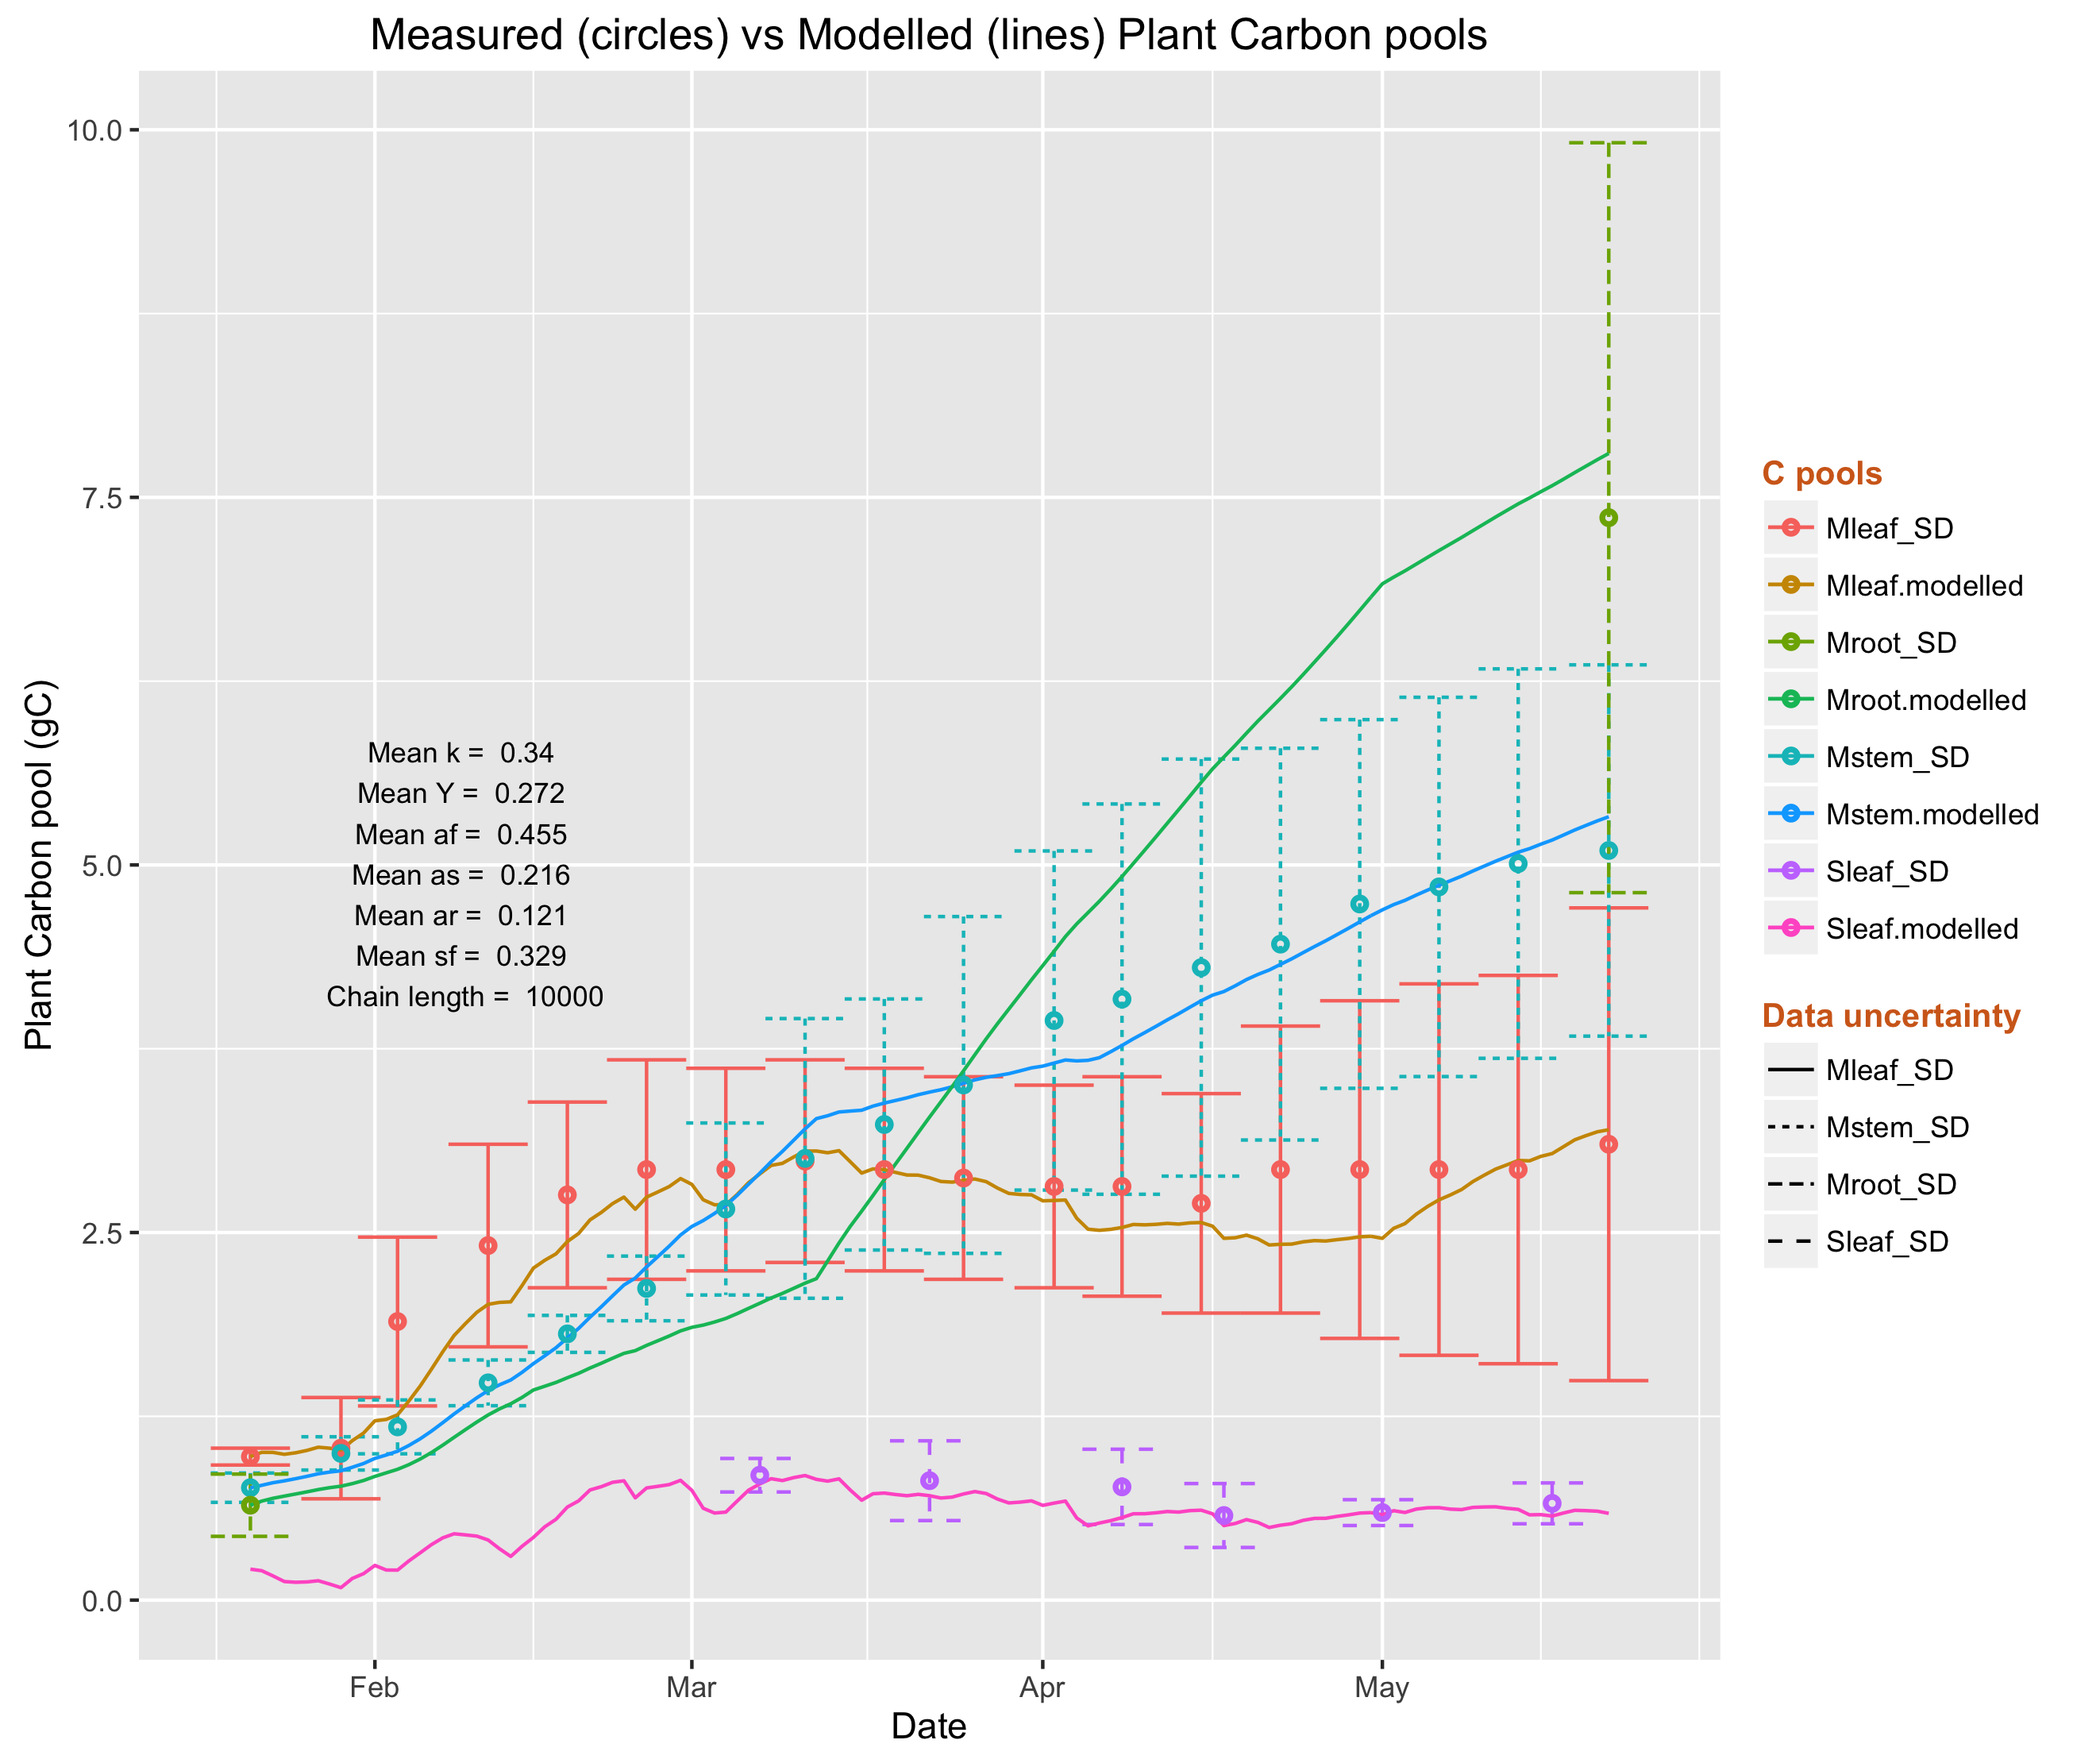 Measured (circles) vs Modelled (lines) Plant Carbon pools
Plant Carbon pool (gC)
10.0
7.5
5.0
2.5
0.0
Mean k = 0.34
Mean Y = 0.272
Mean af = 0.455
Mean as = 0.216
Mean ar = 0.121
Mean sf = 0.329
Chain length = 10000
Feb
Mar
Apr
May
Date
C pools
Mleaf_SD
Mleaf.modelled
Mroot_SD
Mroot.modelled
Mstem_SD
Mstem.modelled
Sleaf_SD
Sleaf.modelled
Data uncertainty
Mleaf_SD
Mstem_SD
Mroot_SD
Sleaf_SD